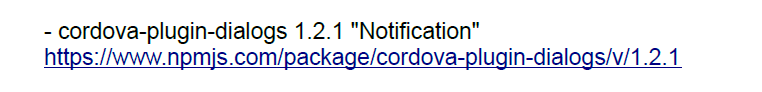 - cordova-plugin-dialogs 1.2.1 "Notification"
https://www.npmjs.com/package/cordova-plugin-dialogs/v/1.2.1